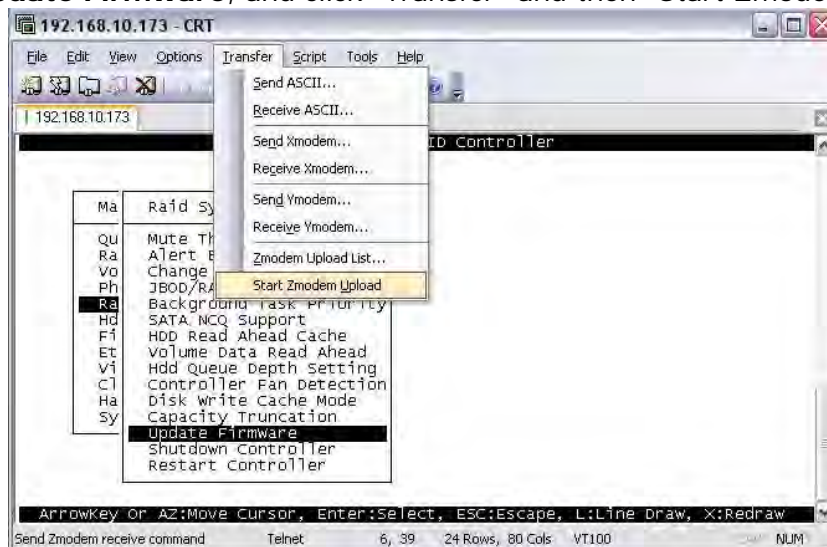 192.168.10.173 - CRT
File Edit View Options Transfer Script Tools Help
192.168.10.173
Send ASCII...
Receive ASCII...
Send Xmodem...
Receive Xmodem...
Send Ymodem...
Receive Ymodem...
Zmodem Upload List...
Start Zmodem Upload
ID Controller
Ma
Qu
Ra
Vo
Ph
Ra
Hd
Fi
Et
Vi
Cl
Ha
Sy
Raid Sy
Mute Th
Alert B
Change
JBOD/RA
Background Task Priority
SATA NCQ Support
HDD Read Ahead Cache
Volume Data Read Ahead
Hdd Queue Depth Setting
Controller Fan Detection
Disk Write Cache Mode
Capacity Truncation
Update FirmWare
Shutdown Controller
Restart Controller
ArrowKey Or AZ:Move Cursor, Enter:Select, ESC:Escape, L:Line Draw, X:Redraw
Send Zmodem receive command Telnet 6, 39 24 Rows, 80 Cols VT100 NUM